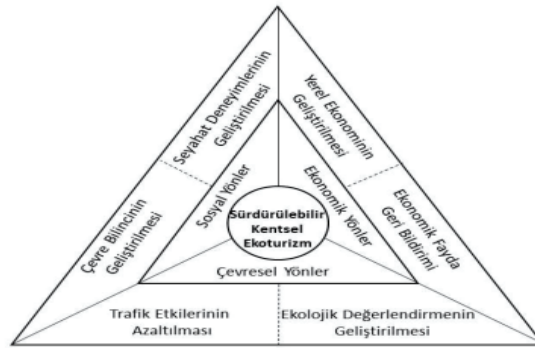 Seyahat Deneyimlerinin
Geliştirilmesi
Yerel Ekonominin
Geliştirilmesi
Çevre Bilincinin
Geliştirilmesi
Sosyal Yönler
Ekonomik Yönler
Ekonomik Fayda
Geri Bildirimi
Sürdürülebilir
Kentsel
Ekoturizm
Çevresel Yönler
Trafik Etkilerinin
Azaltılması
Ekolojik Değerlendirmenin
Geliştirilmesi